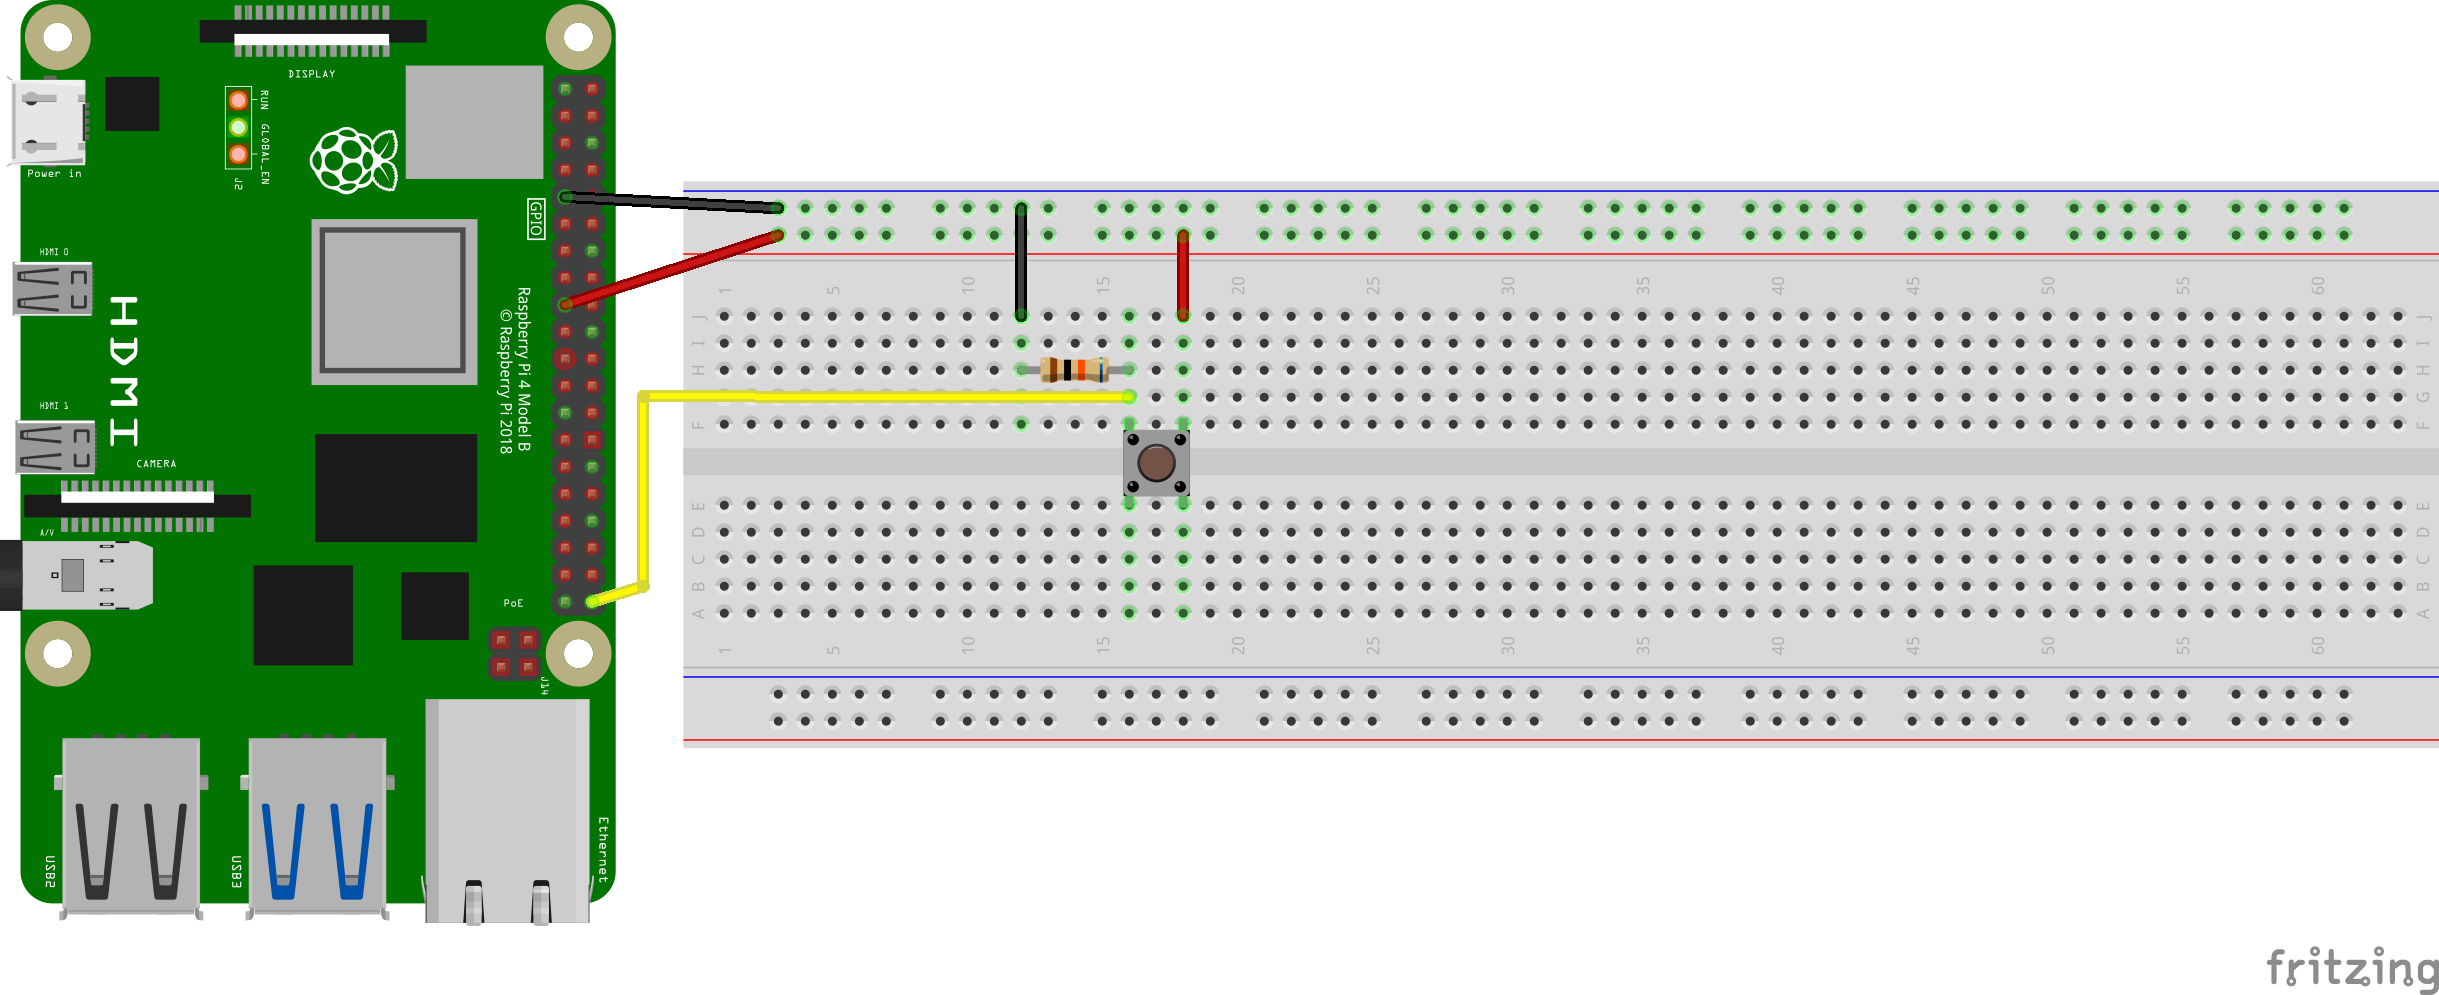 DISPLAY
RUN
GLOBAL_EN
J2
Power in
GPIO
HDMI 0
HDMI
Raspberry Pi 4 Model B
© Raspberry Pi 2018
HDMI 1
CAMERA
A/V
PoE
J14
USB2
USB3
Ethernet
1 5 10 15 20 25 30 35 40 45 50 55 60
J J
I I
H H
G G
F F
E E
D D
C C
B B
A A
1 5 10 15 20 25 30 35 40 45 50 55 60
fritzing